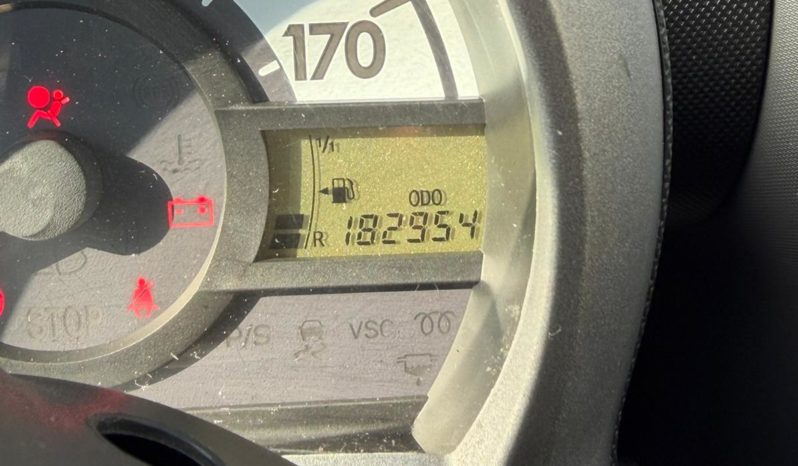 170
1/1
ODO
R 182954
P/S VSC
STOP